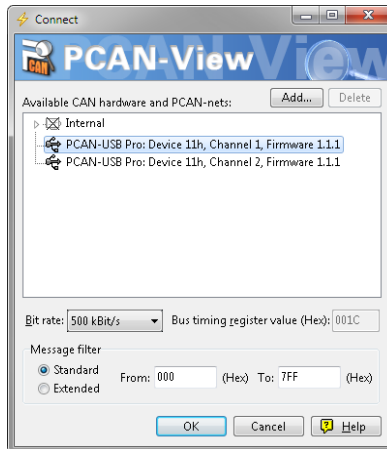 Connect
CAN
PCAN-View
Available CAN hardware and PCAN-nets:
Add...
Delete
Internal
PCAN-USB Pro: Device 11h, Channel 1, Firmware 1.1.1
PCAN-USB Pro: Device 11h, Channel 2, Firmware 1.1.1
Bit rate: 500 kBit/s Bus timing register value (Hex): 001C
Message filter
Standard
Extended
From: 000 (Hex) To: 7FF (Hex)
OK Cancel Help